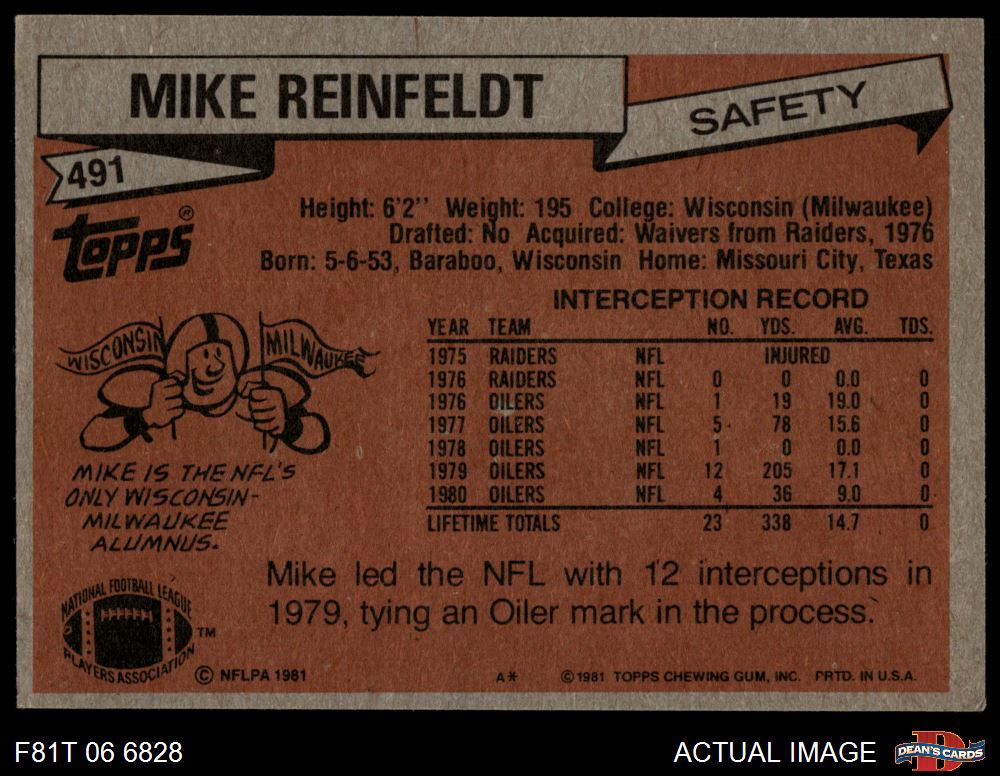 MIKE REINFELDT
SAFETY
491
topps®
Height: 6'2'' Weight: 195 College: Wisconsin (Milwaukee)
Drafted: No Acquired: Waivers from Raiders, 1976
Born: 5-6-53, Baraboo, Wisconsin Home: Missouri City, Texas
INTERCEPTION RECORD
YEAR TEAM NO. YDS. AVG. TDS.
1975 RAIDERS NFL INJURED
1976 RAIDERS NFL 0 0 0.0 0
1976 OILERS NFL 1 19 19.0 0
1977 OILERS NFL 5 78 15.6 0
1978 OILERS NFL 1 0 0.0 0
1979 OILERS NFL 12 205 17.1 0
1980 OILERS NFL 4 36 9.0 0
LIFETIME TOTALS 23 338 14.7 0
WISCONSIN MILWAUKEE
MIKE IS THE NFL'S
ONLY WISCONSIN-
MILWAUKEE
ALUMNUS.
Mike led the NFL with 12 interceptions in
1979, tying an Oiler mark in the process.
NATIONAL FOOTBALL LEAGUE
PLAYERS ASSOCIATION
TM
© NFLPA 1981
A* © 1981 TOPPS CHEWING GUM, INC. PRTD. IN U.S.A.
F81T 06 6828
ACTUAL IMAGE
D
DEAN'S CARDS